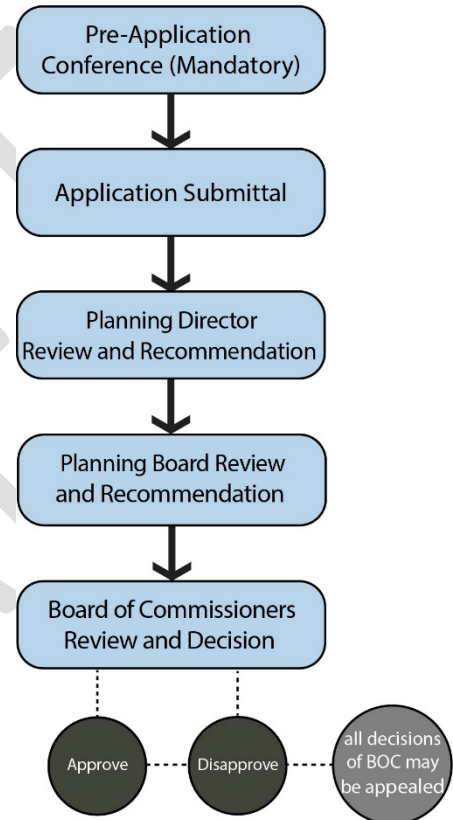 Pre-Application
Conference (Mandatory)
Application Submittal
Planning Director
Review and Recommendation
Planning Board Review
and Recommendation
Board of Commissioners
Review and Decision
Approve
Disapprove
all decisions
of BOC may
be appealed